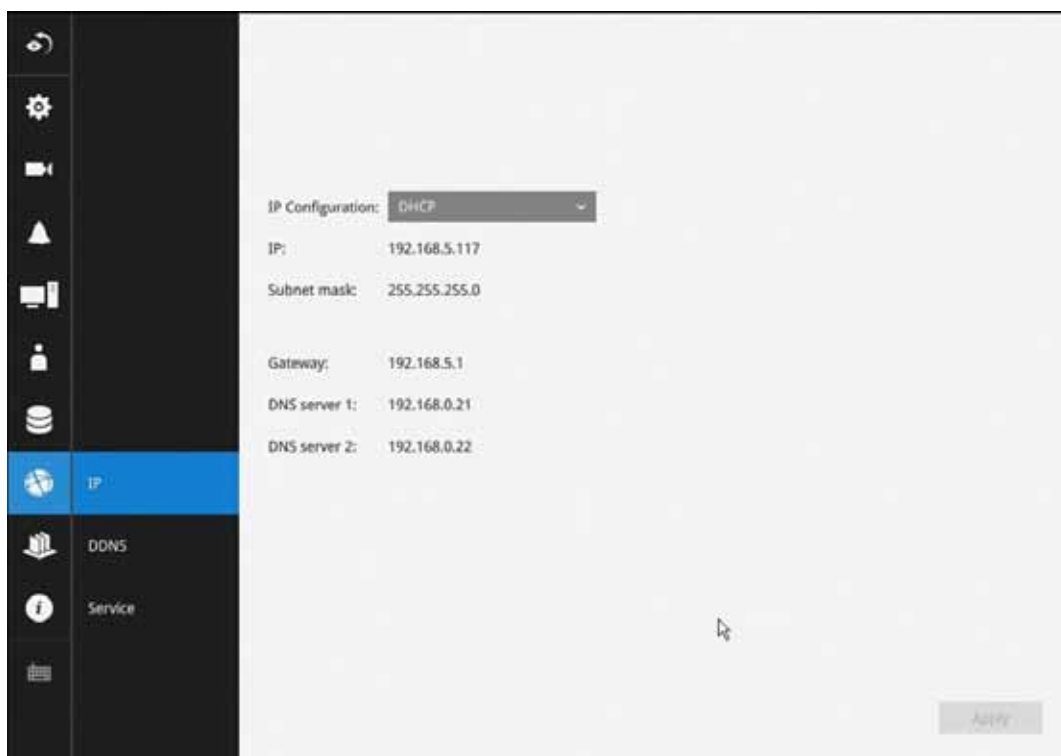 IP Configuration: DHCP
IP: 192.168.5.117
Subnet mask: 255.255.255.0
Gateway: 192.168.5.1
DNS server 1: 192.168.0.21
DNS server 2: 192.168.0.22
IP
DDNS
Service
Apply